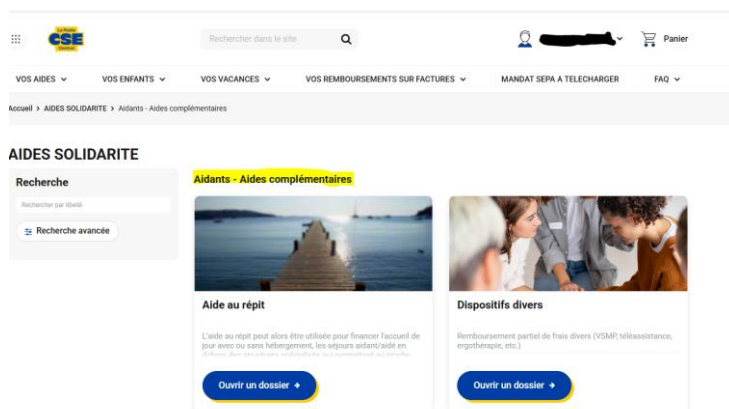 La Poste
CSE
Rechercher dans le site
Panier
VOS AIDES
VOS ENFANTS
VOS VACANCES
VOS REMBOURSEMENTS SUR FACTURES
MANDAT SEPA A TELECHARGER
FAQ
Accueil > AIDES SOLIDARITE > Aidants - Aides complémentaires
AIDES SOLIDARITE
Recherche
Rechercher par libellé
Recherche avancée
Aidants - Aides complémentaires
Aide au répit
L'aide au répit peut alors être utilisée pour financer l'accueil de
jour avec ou sans hébergement, les séjours aidant/aidé en
Ouvrir un dossier
Dispositifs divers
Remboursement partiel de frais divers (VSMP, téléassistance,
ergothérapie, etc.)
Ouvrir un dossier